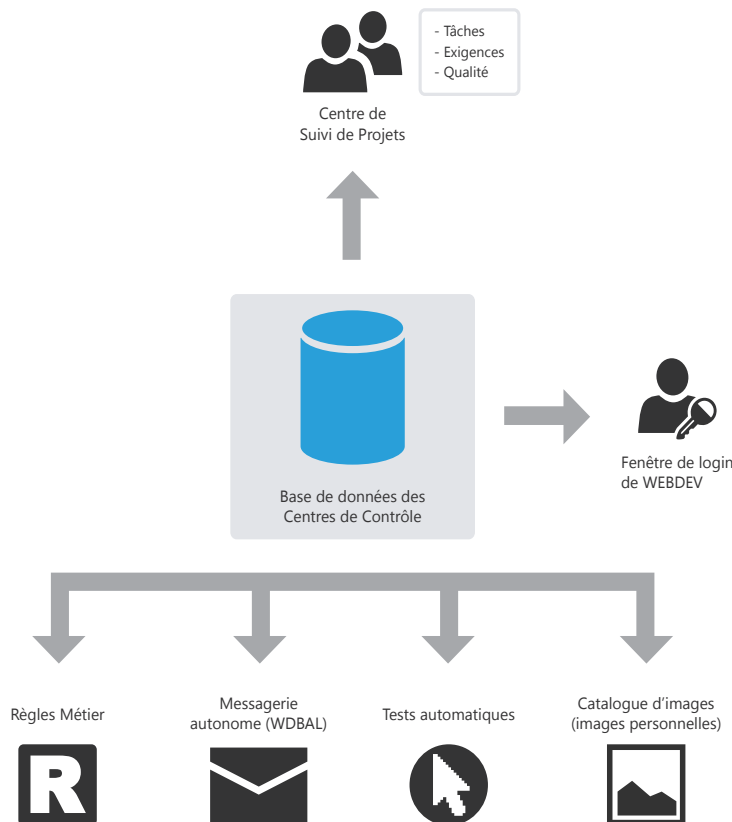 - Tâches
- Exigences
- Qualité
Centre de
Suivi de Projets
Base de données des
Centres de Contrôle
Fenêtre de login
de WEBDEV
Règles Métier
Messagerie
autonome (WDBAL)
Tests automatiques
Catalogue d'images
(images personnelles)
R